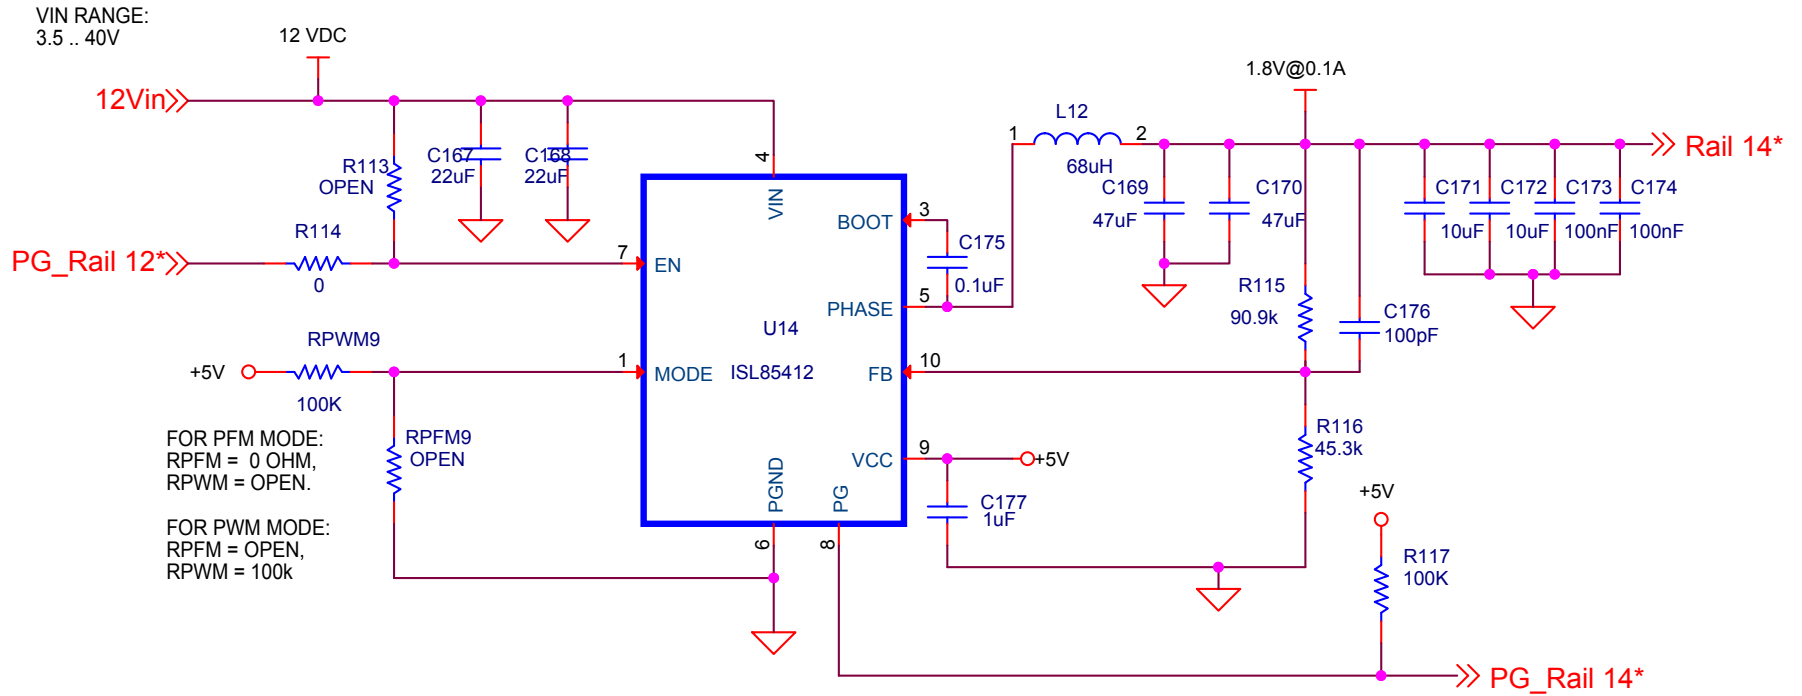 VIN RANGE:
3.5 .. 40V
12 VDC
12Vin
R113
OPEN
C167
22uF
C168
22uF
4
VIN
PG_Rail 12*
R114
0
7
EN
RPWM9
+5V
100K
1
MODE
RPFM9
OPEN
FOR PFM MODE:
RPFM = 0 OHM,
RPWM = OPEN.
FOR PWM MODE:
RPFM = OPEN,
RPWM = 100k
U14
ISL85412
BOOT
3
C175
0.1uF
PHASE
5
FB
10
VCC
9
+5V
C177
1uF
PGND
6
PG
8
1
L12
2
68uH
1.8V@0.1A
C169
47uF
C170
47uF
C171
10uF
C172
10uF
C173
100nF
C174
100nF
Rail 14*
R115
90.9k
C176
100pF
R116
45.3k
+5V
R117
100K
PG_Rail 14*